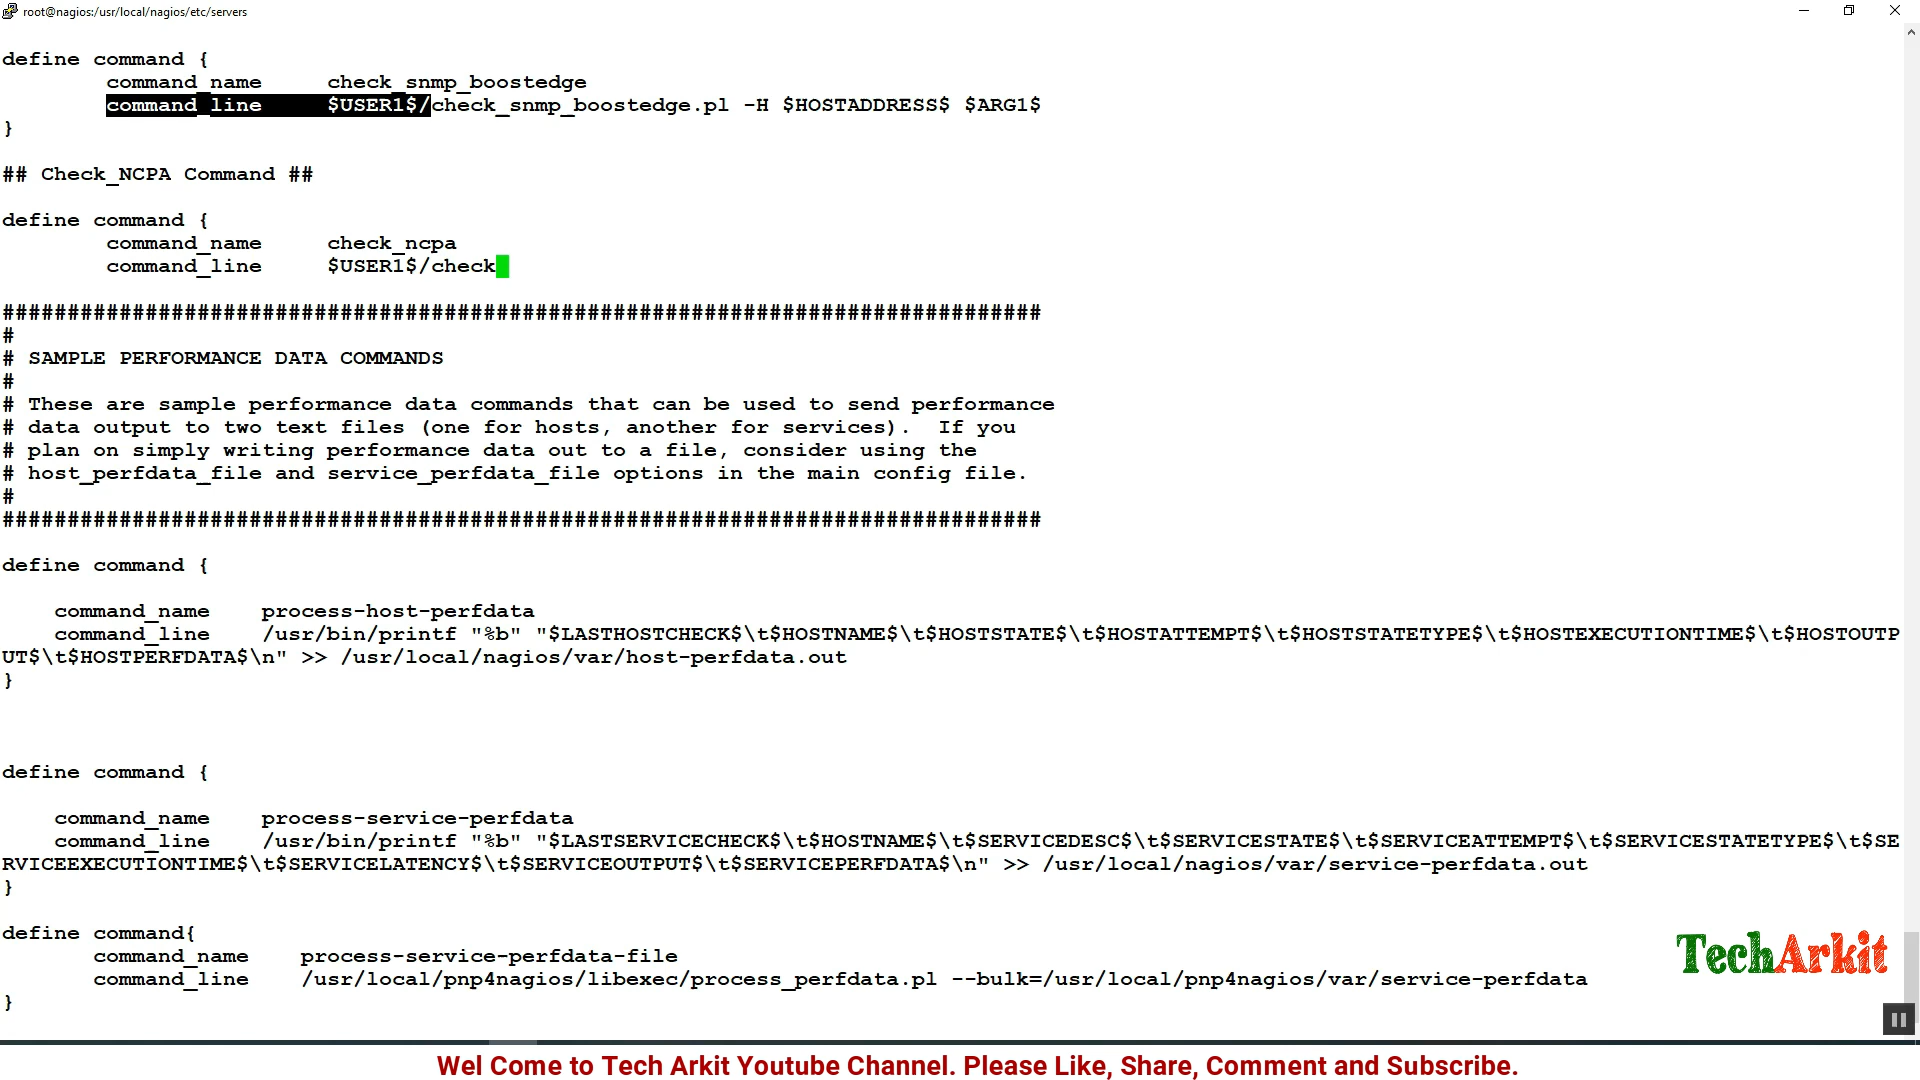 root@nagios:/usr/local/nagios/etc/servers
define command {
command_name check_snmp_boostedge
command_line $USER1$/check_snmp_boostedge.pl -H $HOSTADDRESS$ $ARG1$
}
## Check_NCPA Command ##
define command {
command_name check_ncpa
command_line $USER1$/check
################################################################################
#
# SAMPLE PERFORMANCE DATA COMMANDS
#
# These are sample performance data commands that can be used to send performance
# data output to two text files (one for hosts, another for services). If you
# plan on simply writing performance data out to a file, consider using the
# host_perfdata_file and service_perfdata_file options in the main config file.
#
################################################################################
define command {
command_name process-host-perfdata
command_line /usr/bin/printf "%b" "$LASTHOSTCHECK$\t$HOSTNAME$\t$HOSTSTATE$\t$HOSTATTEMPT$\t$HOSTSTATETYPE$\t$HOSTEXECUTIONTIME$\t$HOSTOUTP
UT$\t$HOSTPERFDATA$\n" >> /usr/local/nagios/var/host-perfdata.out
}
define command {
command_name process-service-perfdata
command_line /usr/bin/printf "%b" "$LASTSERVICECHECK$\t$HOSTNAME$\t$SERVICEDESC$\t$SERVICESTATE$\t$SERVICEATTEMPT$\t$SERVICESTATETYPE$\t$SE
RVICEEXECUTIONTIME$\t$SERVICELATENCY$\t$SERVICEOUTPUT$\t$SERVICEPERFDATA$\n" >> /usr/local/nagios/var/service-perfdata.out
}
define command{
command_name process-service-perfdata-file
command_line /usr/local/pnp4nagios/libexec/process_perfdata.pl --bulk=/usr/local/pnp4nagios/var/service-perfdata
}
TechArkit
Wel Come to Tech Arkit Youtube Channel. Please Like, Share, Comment and Subscribe.